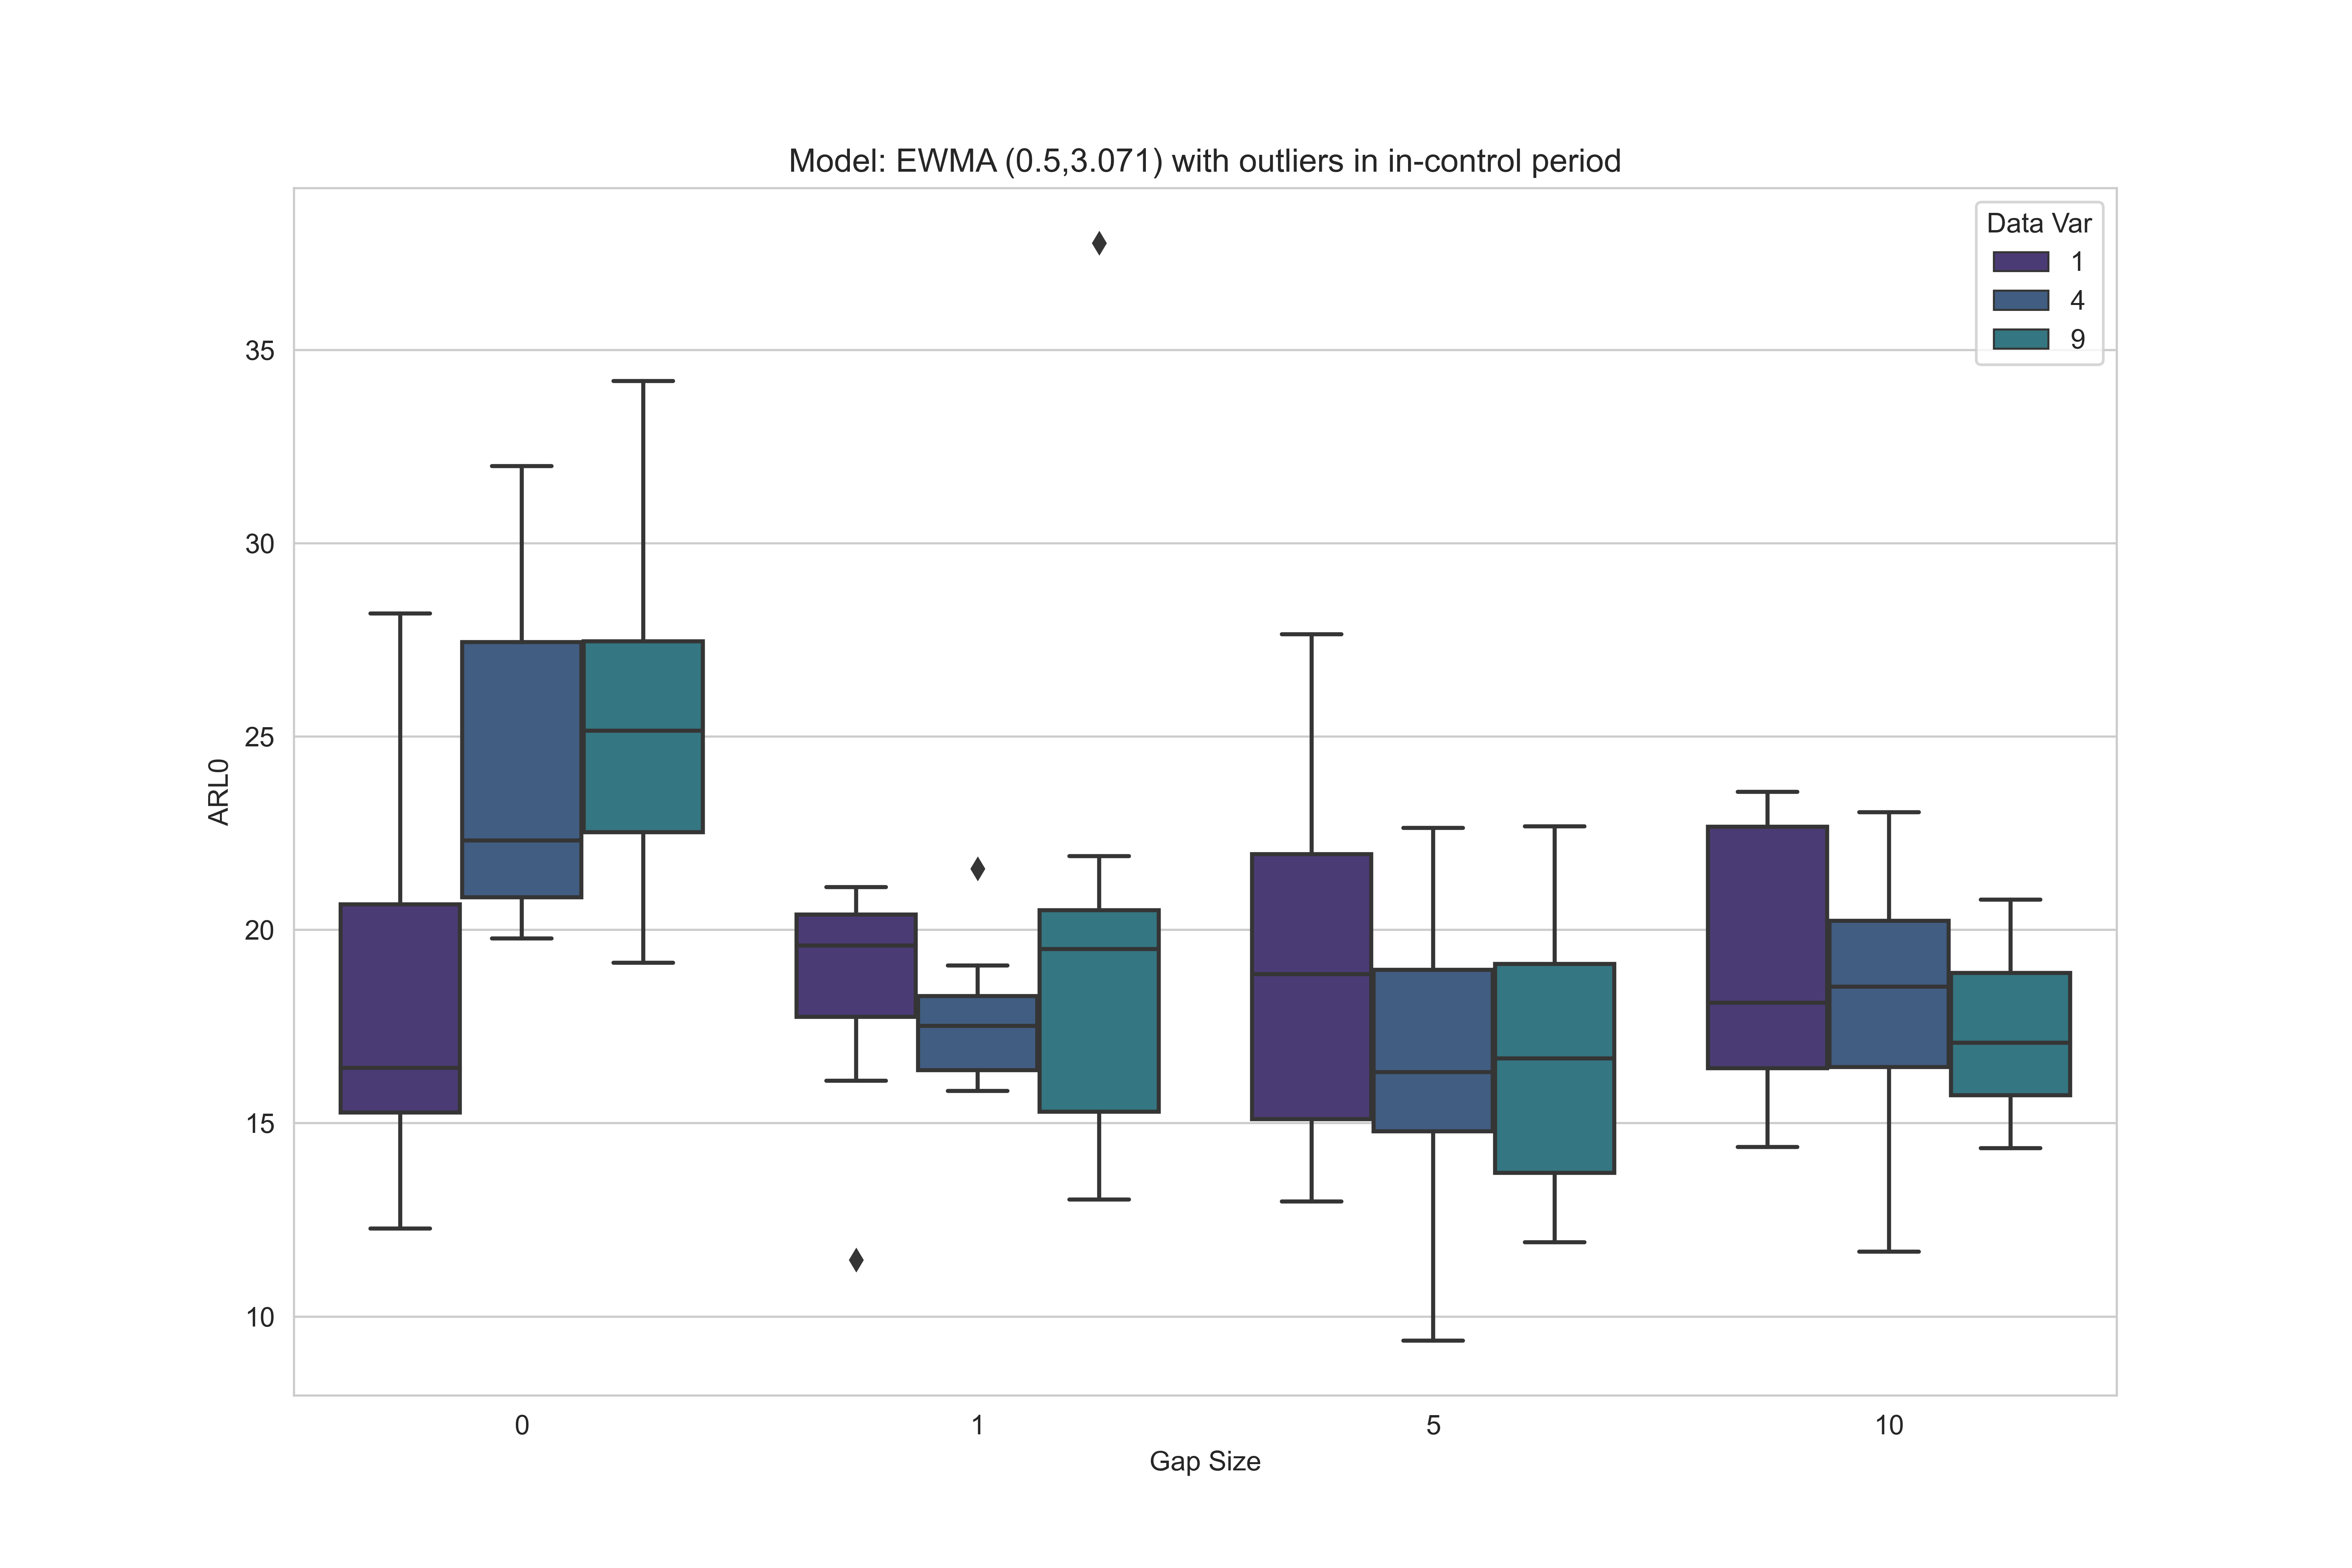 Model: EWMA (0.5,3.071) with outliers in in-control period
Data Var
1
4
9
35
30
25
20
15
10
ARL0
0 1 5 10
Gap Size